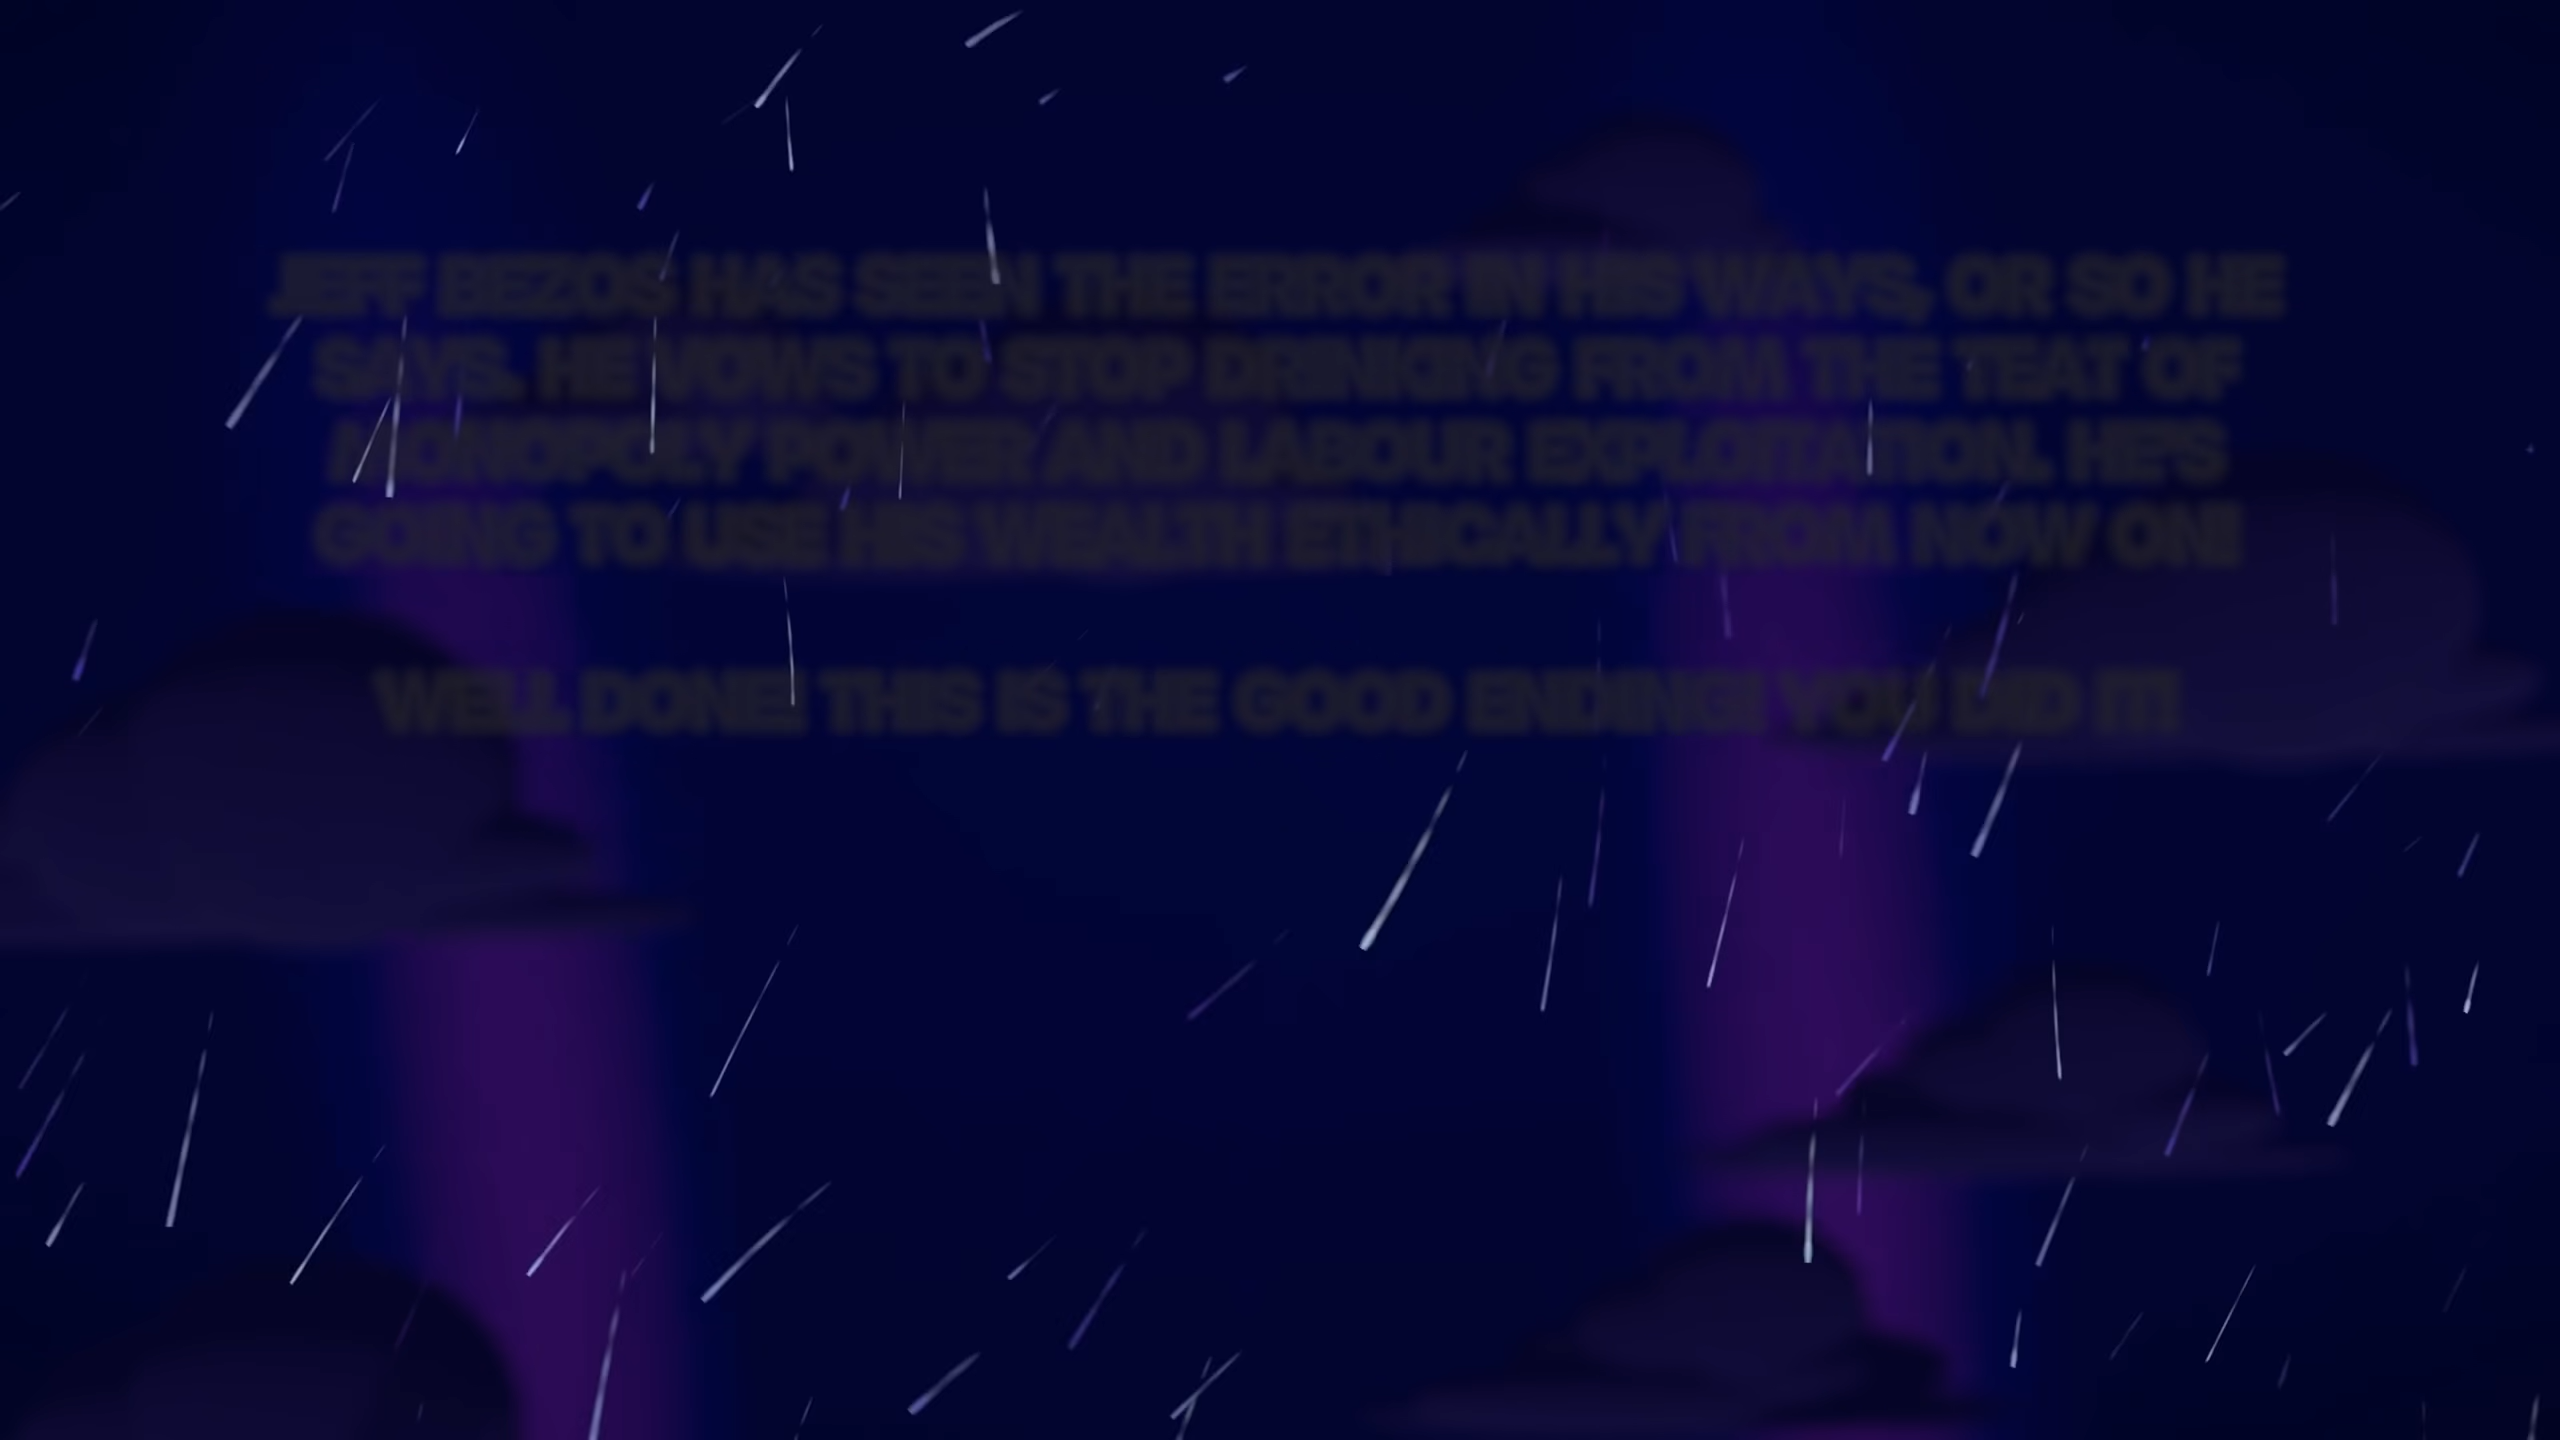 JEFF BEZOS HAS SEEN THE ERROR IN HIS WAYS, OR SO HE
SAYS. HE VOWS TO STOP DRINKING FROM THE TEAT OF
MONOPOLY POWER AND LABOUR EXPLOITATION. HE'S
GOING TO USE HIS WEALTH ETHICALLY FROM NOW ON!
WELL DONE! THIS IS THE GOOD ENDING! YOU DID IT!